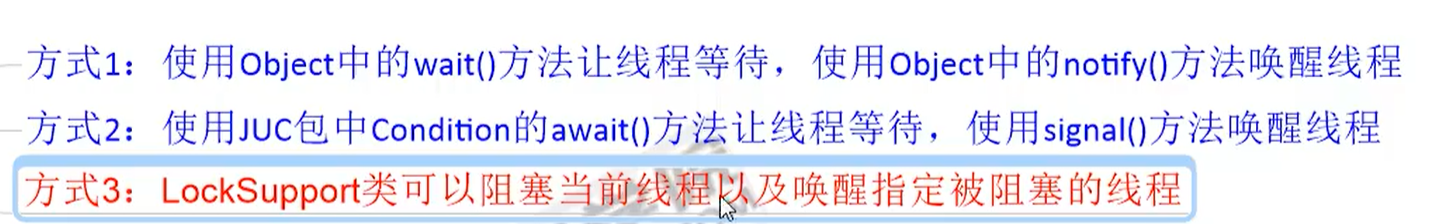 方式1：使用Object中的wait()方法让线程等待，使用Object中的notify()方法唤醒线程
方式2：使用JUC包中Condition的await()方法让线程等待，使用signal()方法唤醒线程
方式3：LockSupport类可以阻塞当前线程以及唤醒指定被阻塞的线程